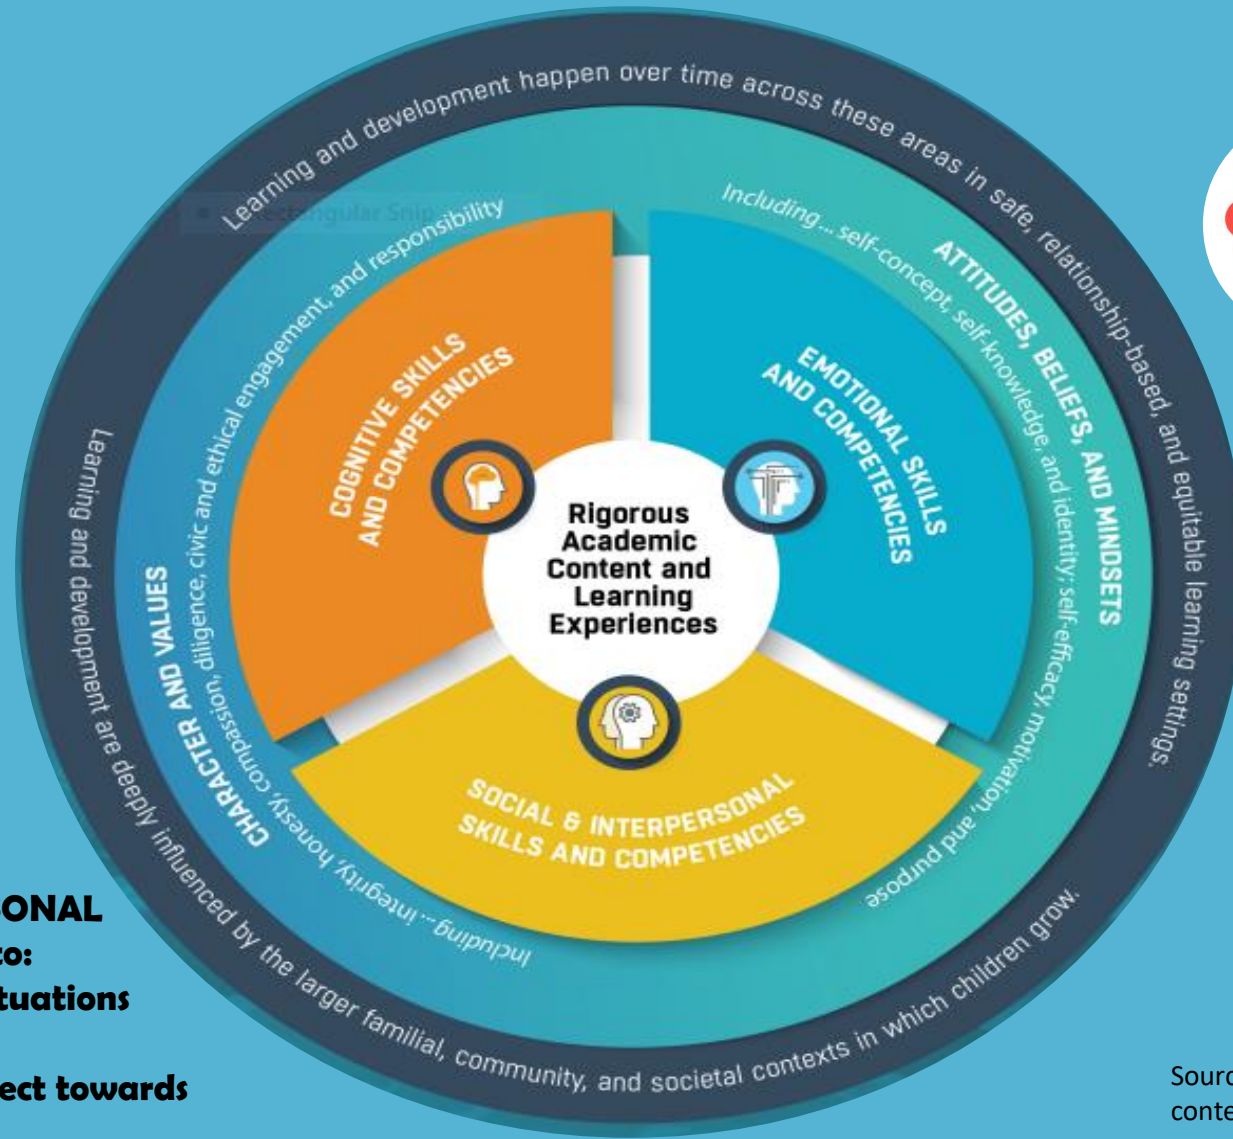 Learning and development happen over time across these areas in safe, relationship-based, and equitable learning settings.
Rectangular Snip
Including... self-concept, self-knowledge, and identity; self-efficacy, motivation, and purpose
ATTITUDES, BELIEFS, AND MINDSETS
COGNITIVE SKILLS
AND COMPETENCIES
EMOTIONAL SKILLS
AND COMPETENCIES
Rigorous
Academic
Content and
Learning
Experiences
SOCIAL & INTERPERSONAL
SKILLS AND COMPETENCIES
CHARACTER AND VALUES
Including... integrity, honesty, compassion, diligence, civic and ethical engagement, and responsibility
Learning and development are deeply influenced by the larger familial, community, and societal contexts in which children grow.
SONAL
to:
tuations
ect towards
Sourc
conte